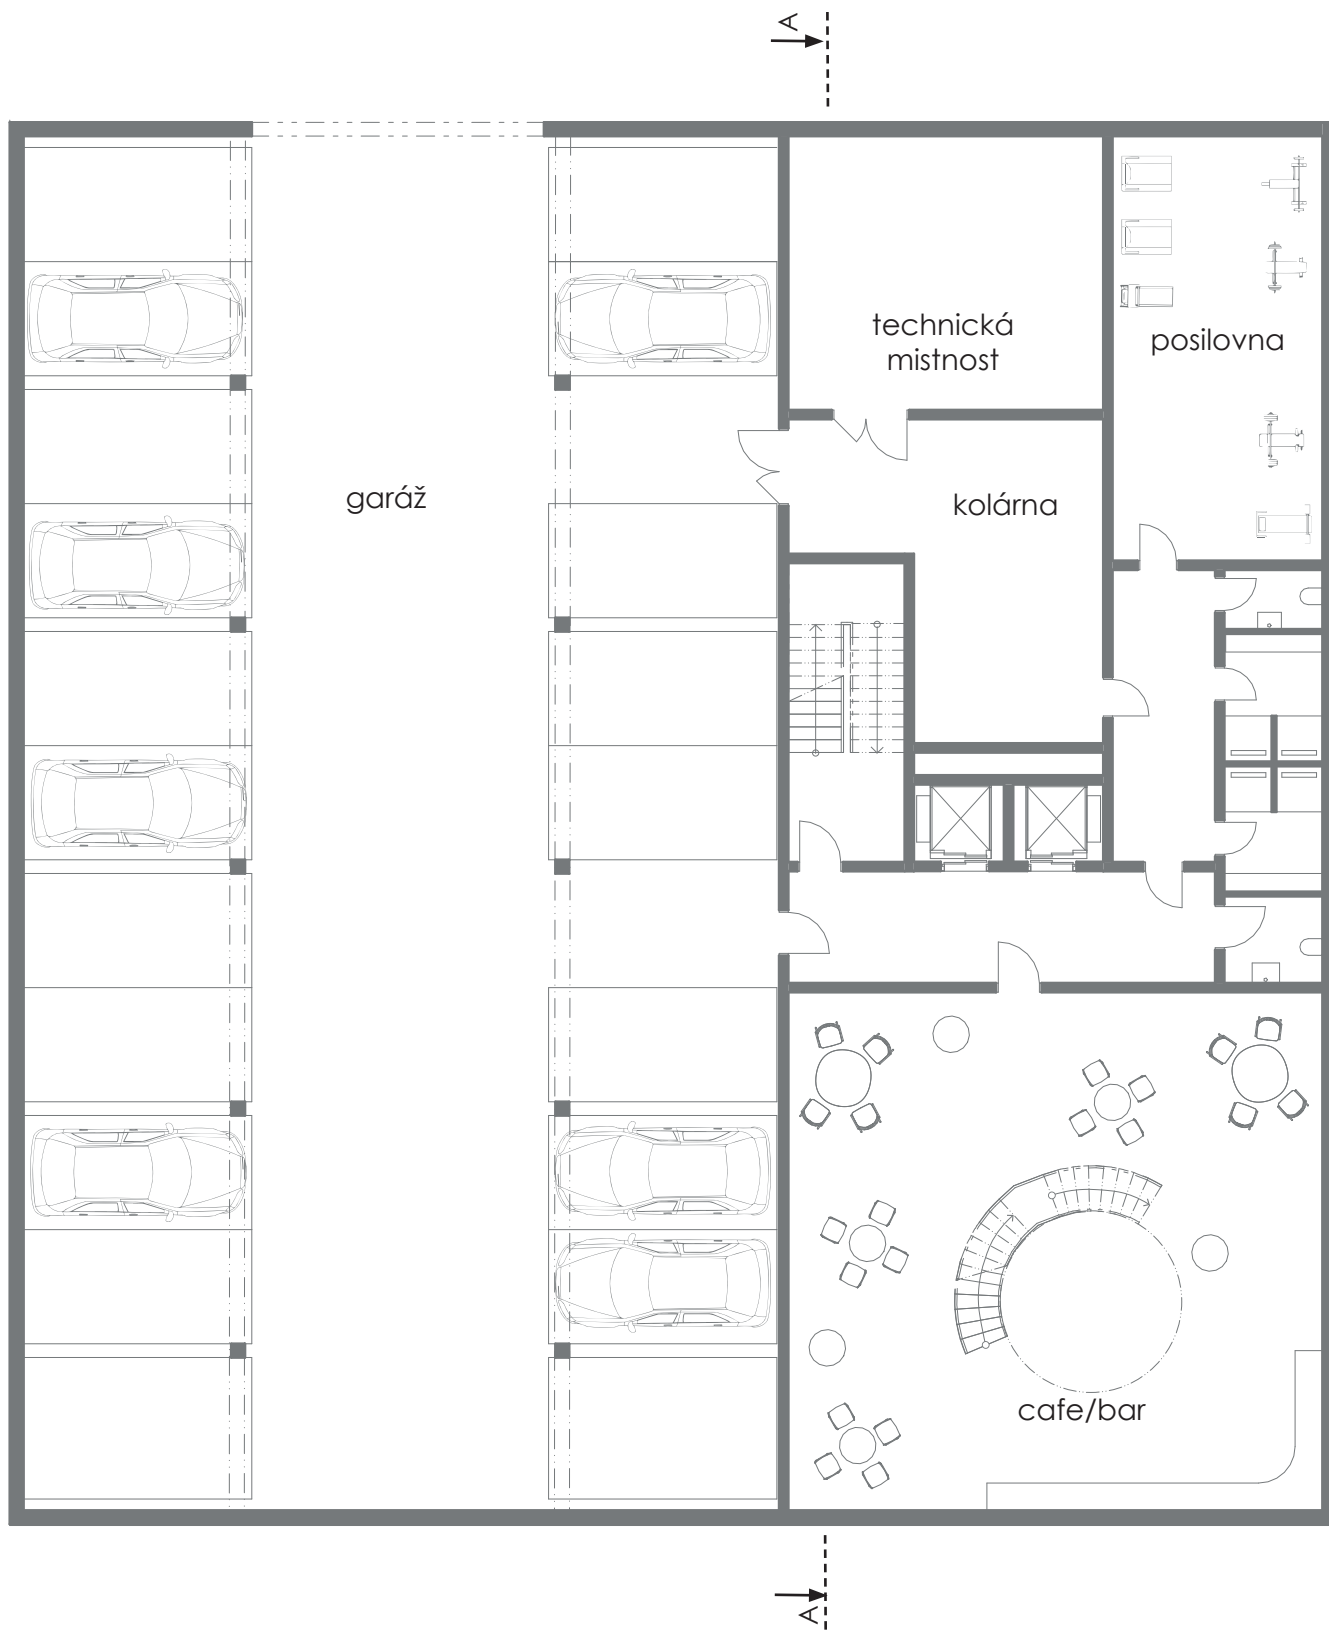 A
technická
mistnost
posilovna
garáž
kolárna
cafe/bar
A